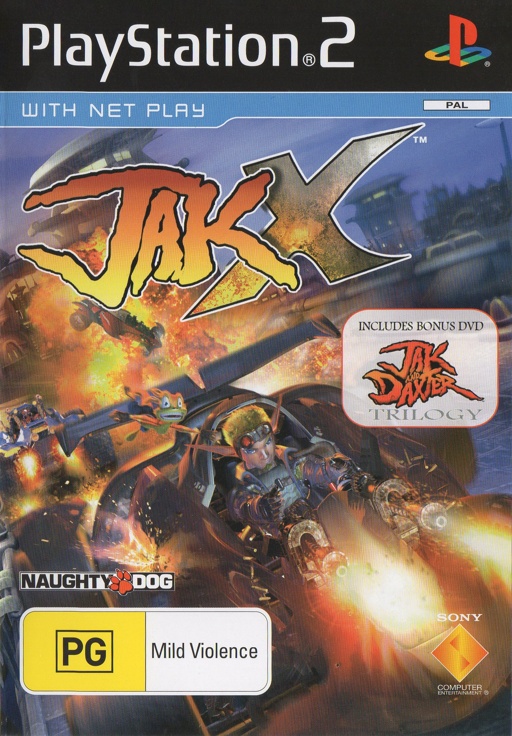 PlayStation®2
WITH NET PLAY
PAL
JAK X™
INCLUDES BONUS DVD
JAK
AND
DAXTER
TRILOGY
NAUGHTY DOG
PG
Mild Violence
SONY
COMPUTER
ENTERTAINMENT®